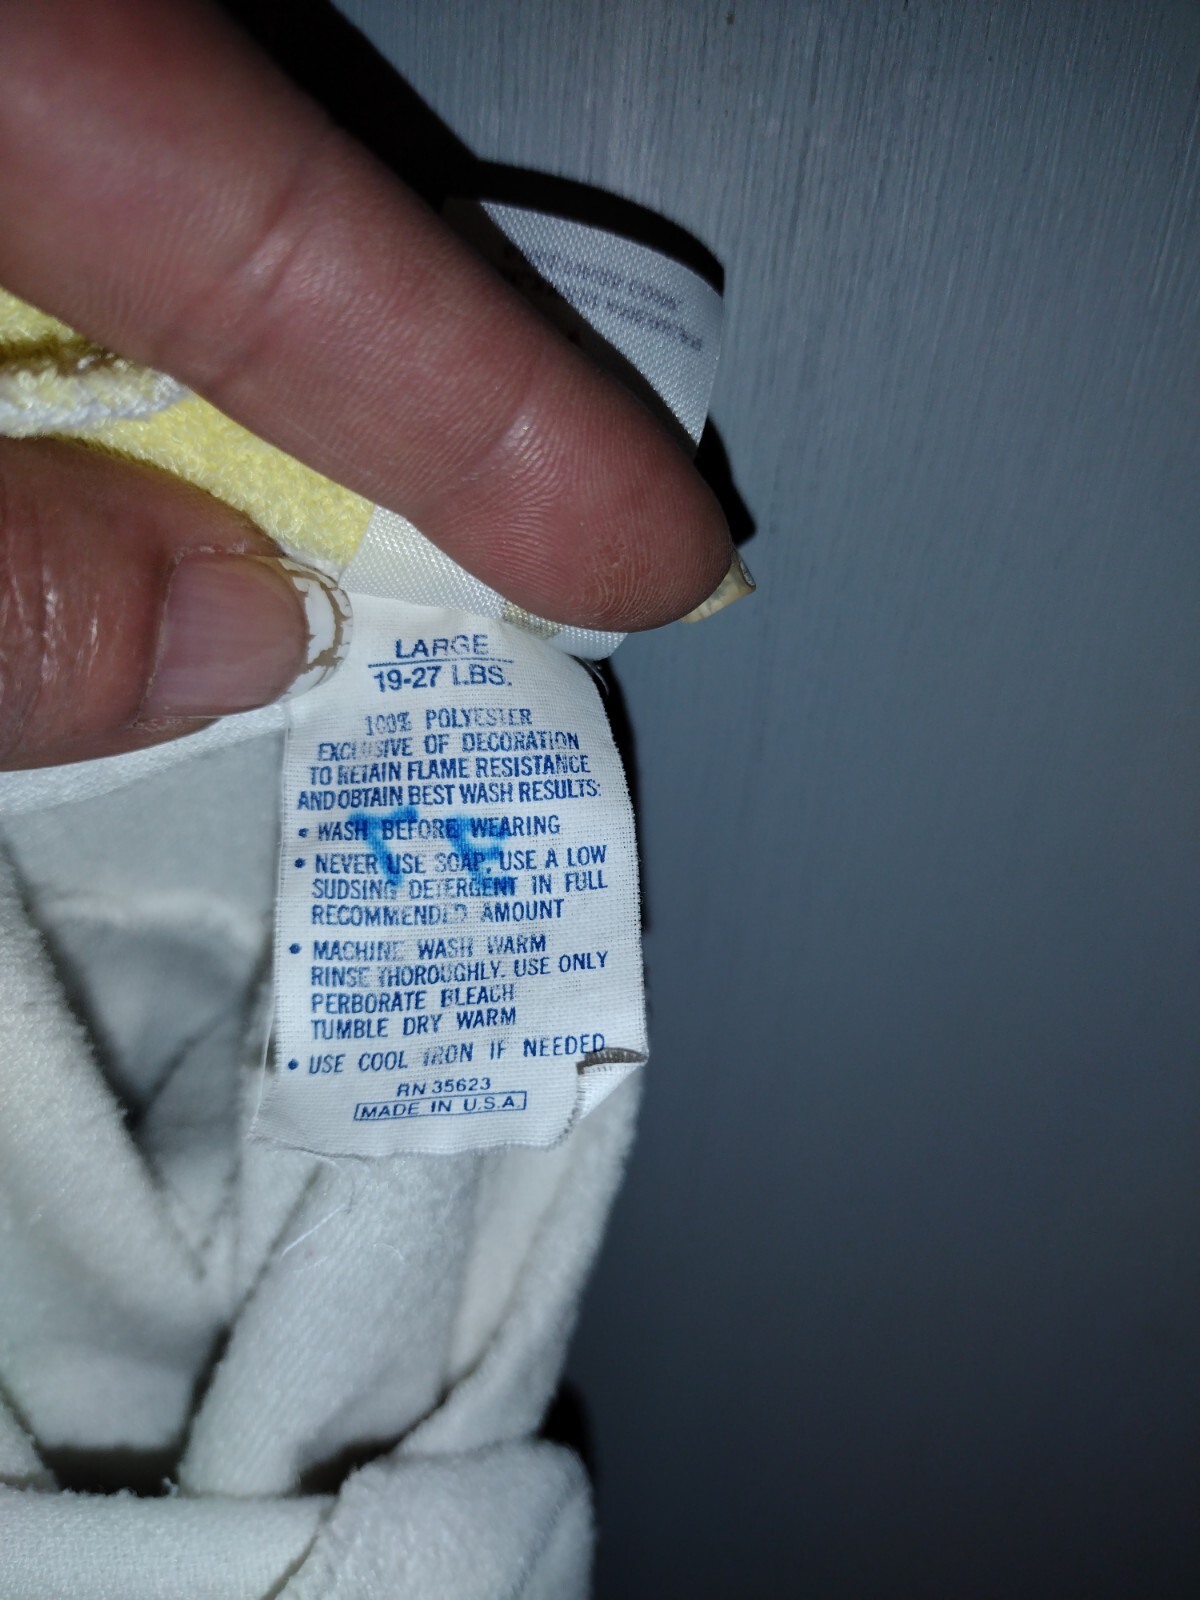 LARGE
19-27 LBS.
100% POLYESTER
EXCLUSIVE OF DECORATION
TO RETAIN FLAME RESISTANCE
AND OBTAIN BEST WASH RESULTS:
• WASH BEFORE WEARING
• NEVER USE SOAP, USE A LOW
SUDSING DETERGENT IN FULL
RECOMMENDED AMOUNT
• MACHINE WASH WARM
RINSE THOROUGHLY. USE ONLY
PERBORATE BLEACH
TUMBLE DRY WARM
• USE COOL IRON IF NEEDED
RN 35623
MADE IN U.S.A.